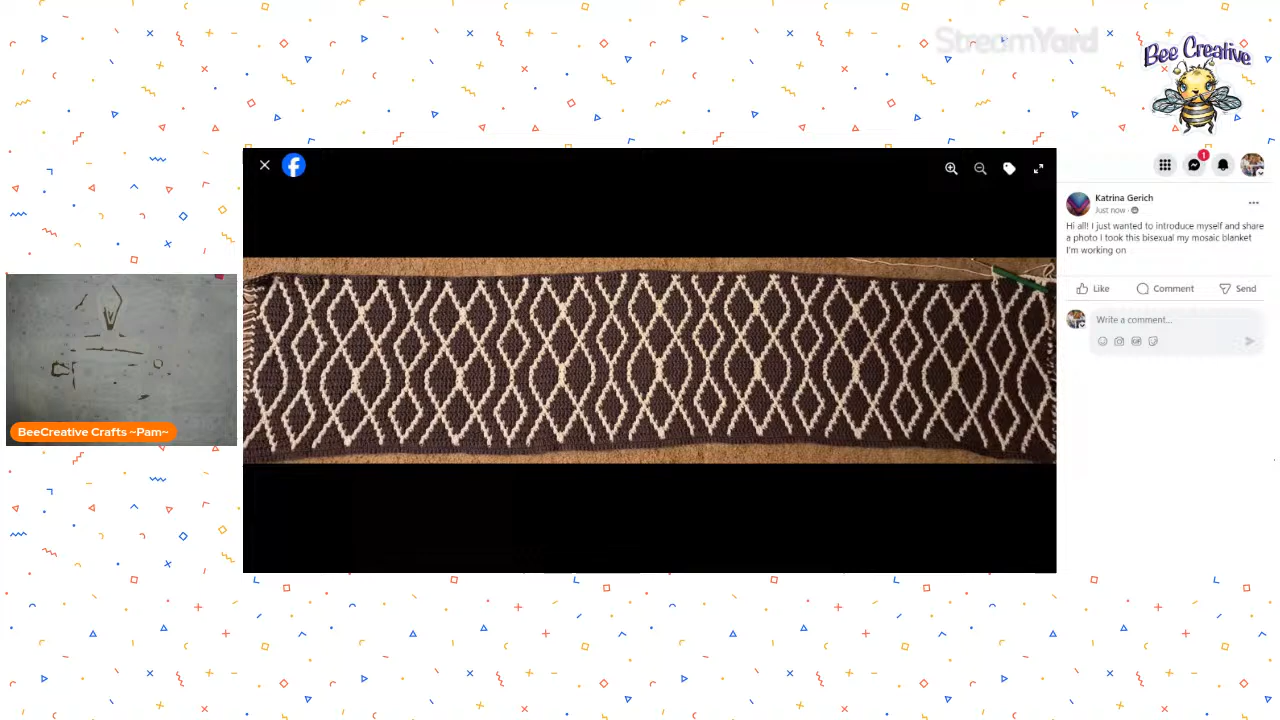 StreamYard
Bee Creative
1
Katrina Gerich
Just now
Hi all! I just wanted to introduce myself and share
a photo I took this bisexual my mosaic blanket
I'm working on
Like
Comment
Send
Write a comment...
BeeCreative Crafts ~Pam~